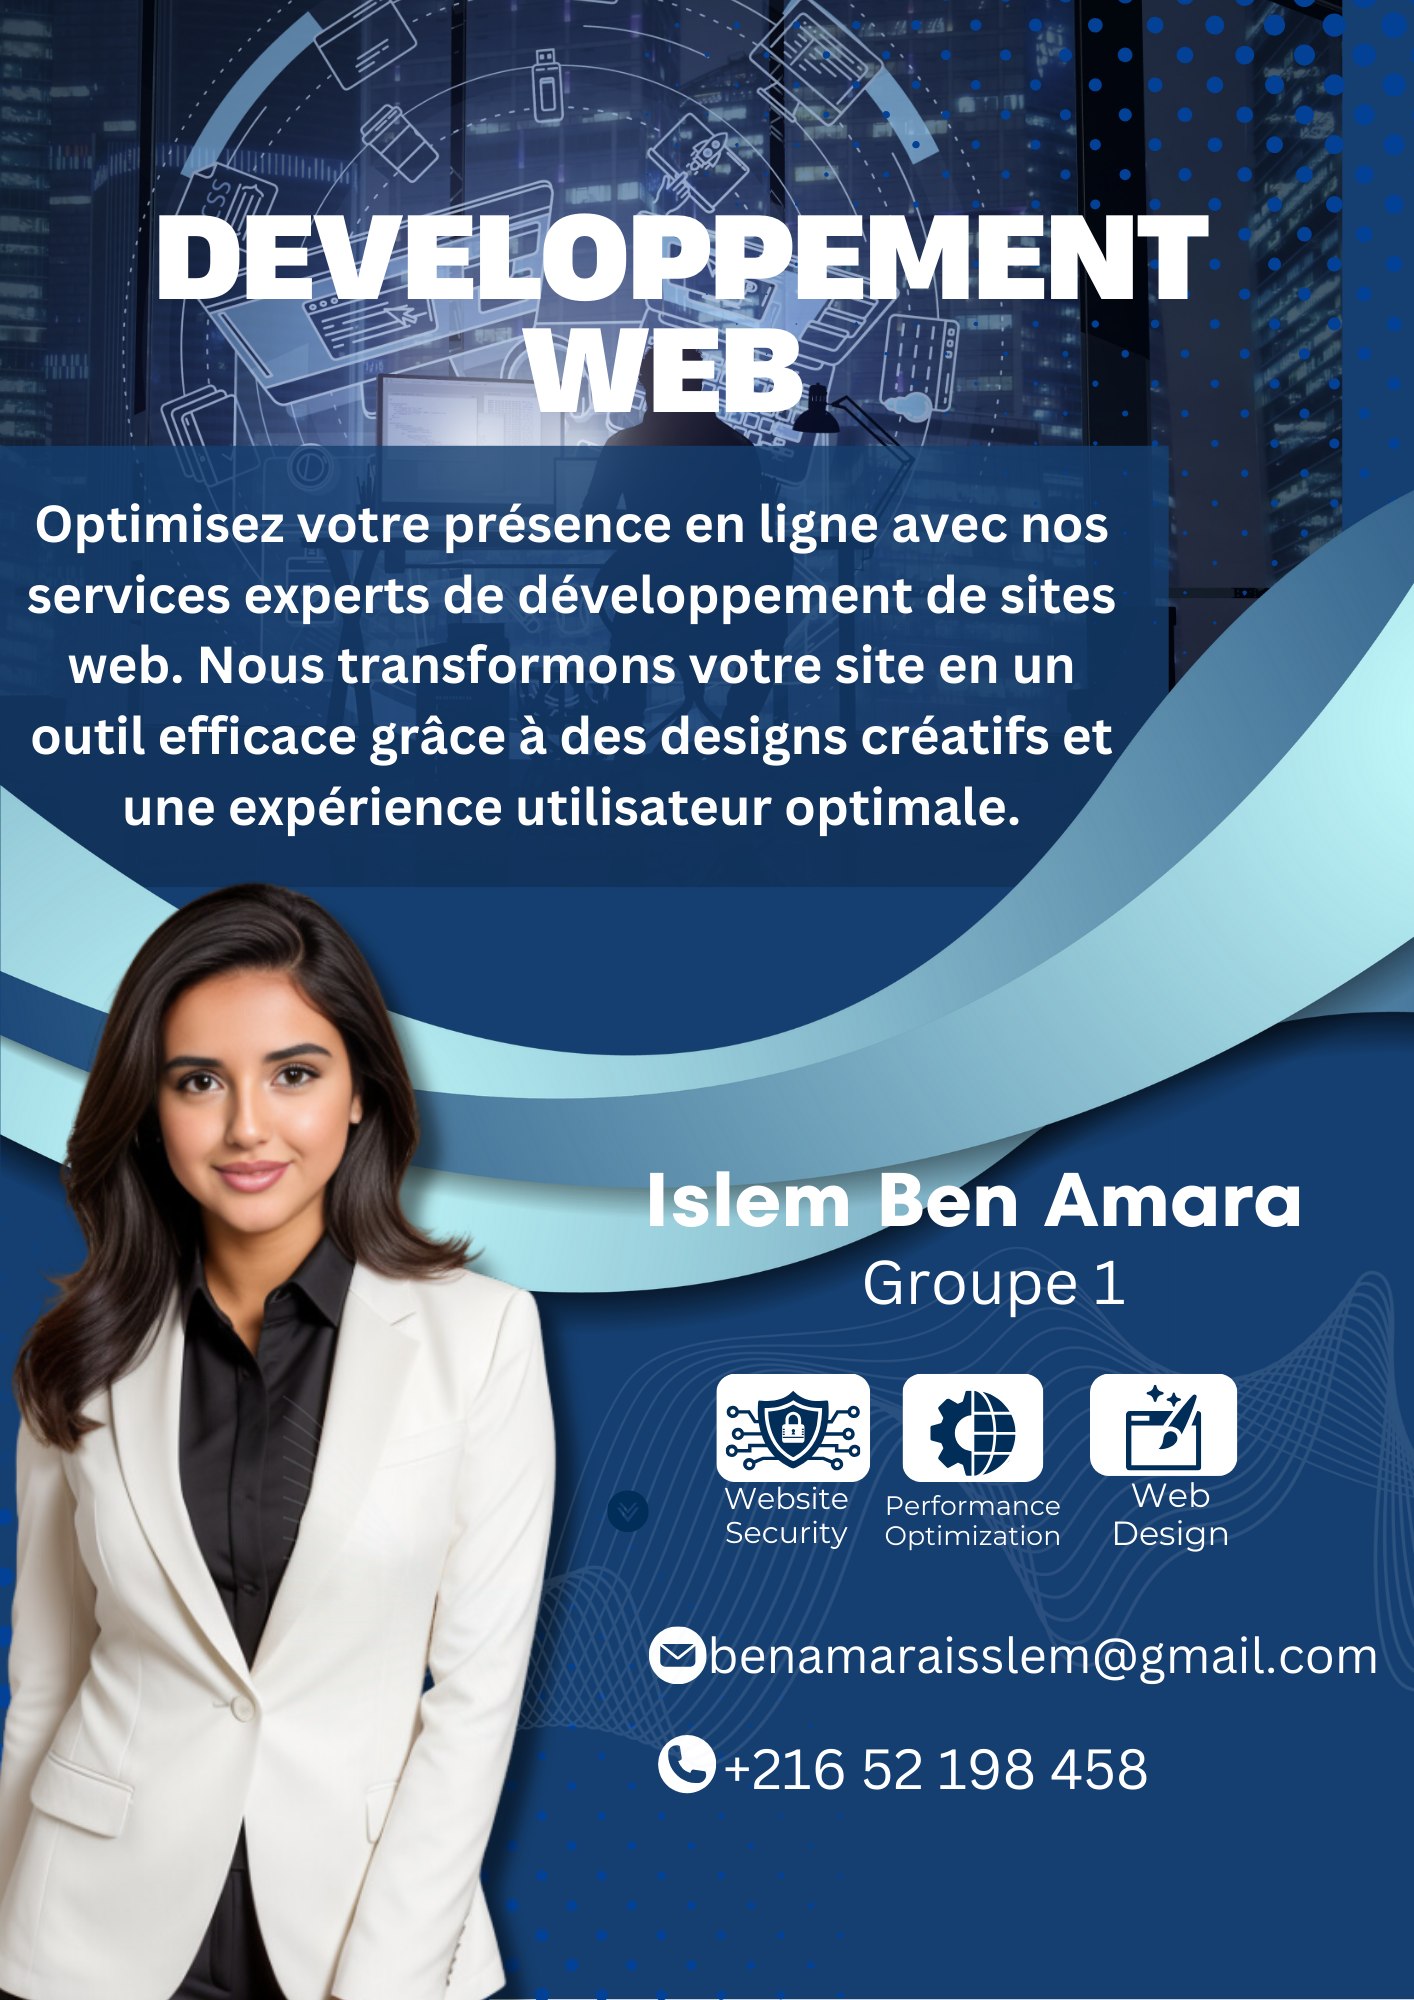 CSS
DEVELOPPEMENT
WEB
Optimisez votre présence en ligne avec nos
services experts de développement de sites
web. Nous transformons votre site en un
outil efficace grâce à des designs créatifs et
une expérience utilisateur optimale.
Islem Ben Amara
Groupe 1
Website
Security
Performance
Optimization
Web
Design
benamaraisslem@gmail.com
+216 52 198 458